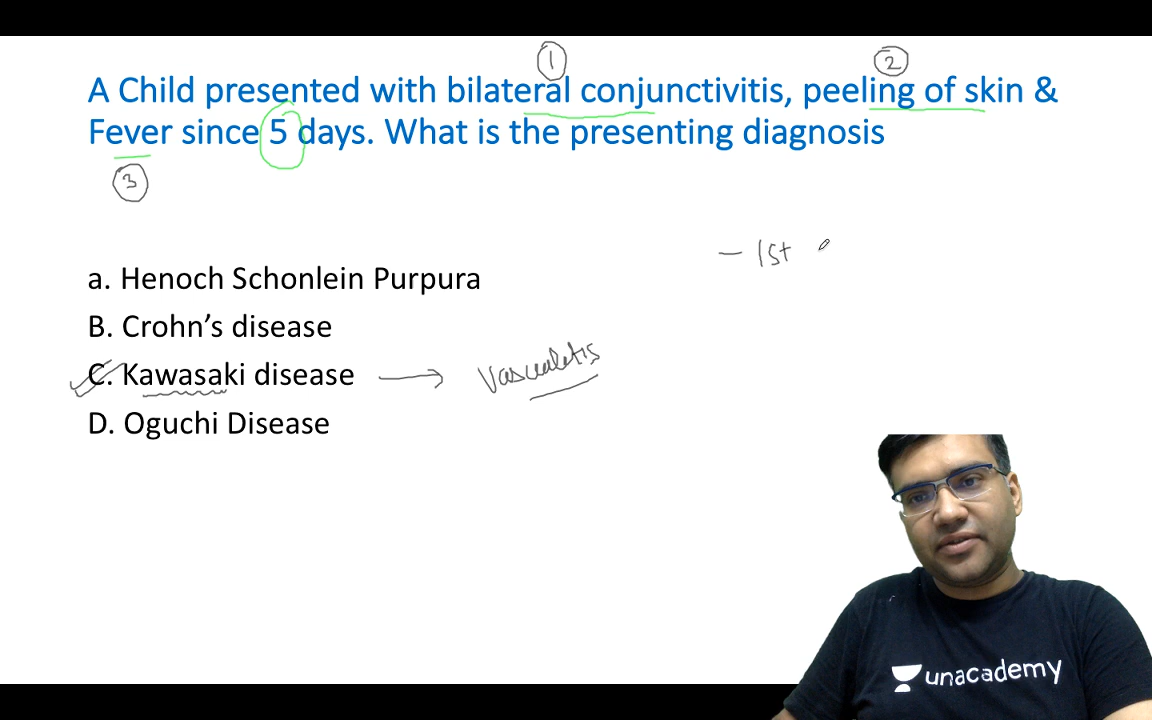 ①
②
A Child presented with bilateral conjunctivitis, peeling of skin &
Fever since 5 days. What is the presenting diagnosis
③
– 1st
a. Henoch Schonlein Purpura
B. Crohn’s disease
C. Kawasaki disease → Vasculitis
D. Oguchi Disease
unacademy